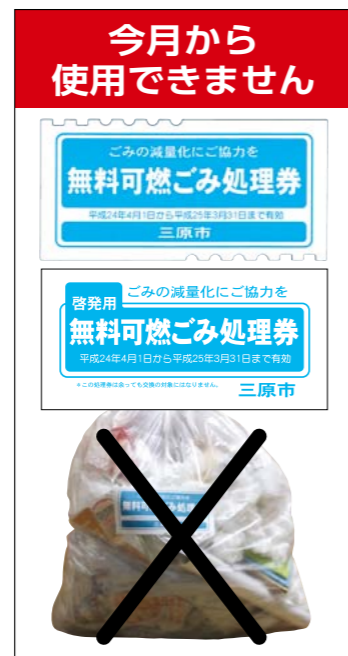 今月から
使用できません
ごみの減量化にご協力を
無料可燃ごみ処理券
平成24年4月1日から平成25年3月31日まで有効
三原市
啓発用
ごみの減量化にご協力を
無料可燃ごみ処理券
平成24年4月1日から平成25年3月31日まで有効
＊この処理券は余っても交換の対象にはなりません。
三原市
無料可燃ごみ処理